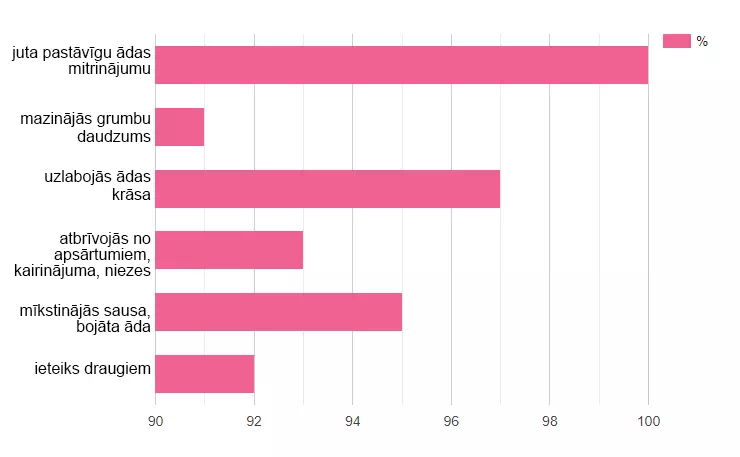 juta pastāvīgu ādas
mitrinājumu
%
mazinājās grumbu
daudzums
uzlabojās ādas
krāsa
atbrīvojās no
apsārtumiem,
kairinājuma, niezes
mīkstinājās sausa,
bojāta āda
ieteiks draugiem
90 92 94 96 98 100